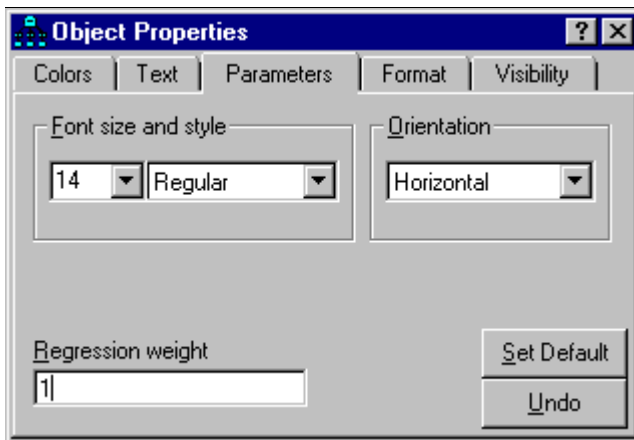 Object Properties
? X
Colors Text Parameters Format Visibility
Font size and style
14 Regular
Orientation
Horizontal
Regression weight
1
Set Default
Undo